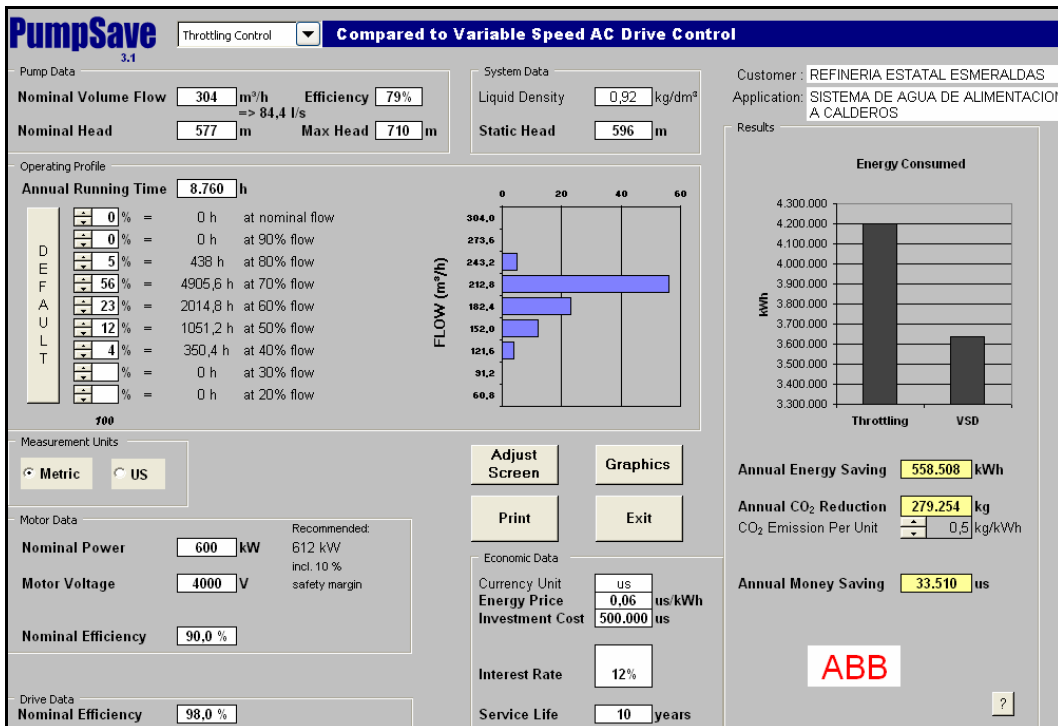 PumpSave
3.1
Throttling Control
Compared to Variable Speed AC Drive Control
Pump Data
Nominal Volume Flow 304 m³/h Efficiency 79%
=> 84,4 l/s
Nominal Head 577 m Max Head 710 m
System Data
Liquid Density 0,92 kg/dm³
Static Head 596 m
Customer : REFINERIA ESTATAL ESMERALDAS
Application: SISTEMA DE AGUA DE ALIMENTACION
A CALDEROS
Operating Profile
Annual Running Time 8.760 h
DEFAULT
0 % = 0 h at nominal flow
0 % = 0 h at 90% flow
5 % = 438 h at 80% flow
56 % = 4905,6 h at 70% flow
23 % = 2014,8 h at 60% flow
12 % = 1051,2 h at 50% flow
4 % = 350,4 h at 40% flow
% = 0 h at 30% flow
% = 0 h at 20% flow
100
0 20 40 60
FLOW (m³/h)
304,0
273,6
243,2
212,8
182,4
152,0
121,6
91,2
60,8
Results
Energy Consumed
kWh
4.300.000
4.200.000
4.100.000
4.000.000
3.900.000
3.800.000
3.700.000
3.600.000
3.500.000
3.400.000
3.300.000
Throttling VSD
Measurement Units
Metric US
Adjust
Screen
Graphics
Print
Exit
Annual Energy Saving 558.508 kWh
Annual CO₂ Reduction 279.254 kg
CO₂ Emission Per Unit 0,5 kg/kWh
Annual Money Saving 33.510 us
Motor Data
Nominal Power 600 kW
Recommended:
612 kW
incl. 10 %
safety margin
Motor Voltage 4000 V
Nominal Efficiency 90,0 %
Economic Data
Currency Unit us
Energy Price 0,06 us/kWh
Investment Cost 500.000 us
Interest Rate 12%
Service Life 10 years
Drive Data
Nominal Efficiency 98,0 %
ABB
?